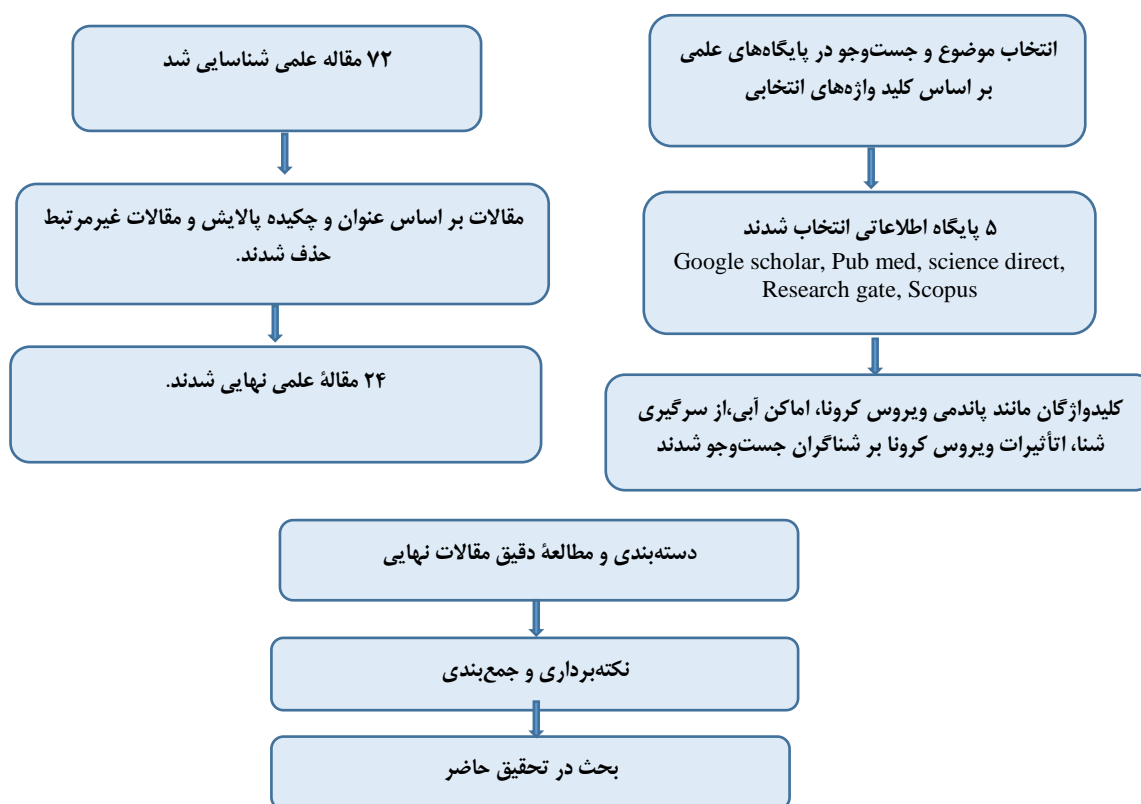 انتخاب موضوع و جست‌وجو در پایگاه‌های علمی
بر اساس کلید واژه‌های انتخابی
۵ پایگاه اطلاعاتی انتخاب شدند
Google scholar, Pub med, science direct,
Research gate, Scopus
کلیدواژگان مانند پاندمی ویروس کرونا، اماکن آبی،از سرگیری
شنا، اتأثیرات ویروس کرونا بر شناگران جست‌وجو شدند
۷۲ مقاله علمی شناسایی شد
مقالات بر اساس عنوان و چکیده پالایش و مقالات غیرمرتبط
حذف شدند.
۲۴ مقالۀ علمی نهایی شدند.
دسته‌بندی و مطالعۀ دقیق مقالات نهایی
نکته‌برداری و جمع‌بندی
بحث در تحقیق حاضر